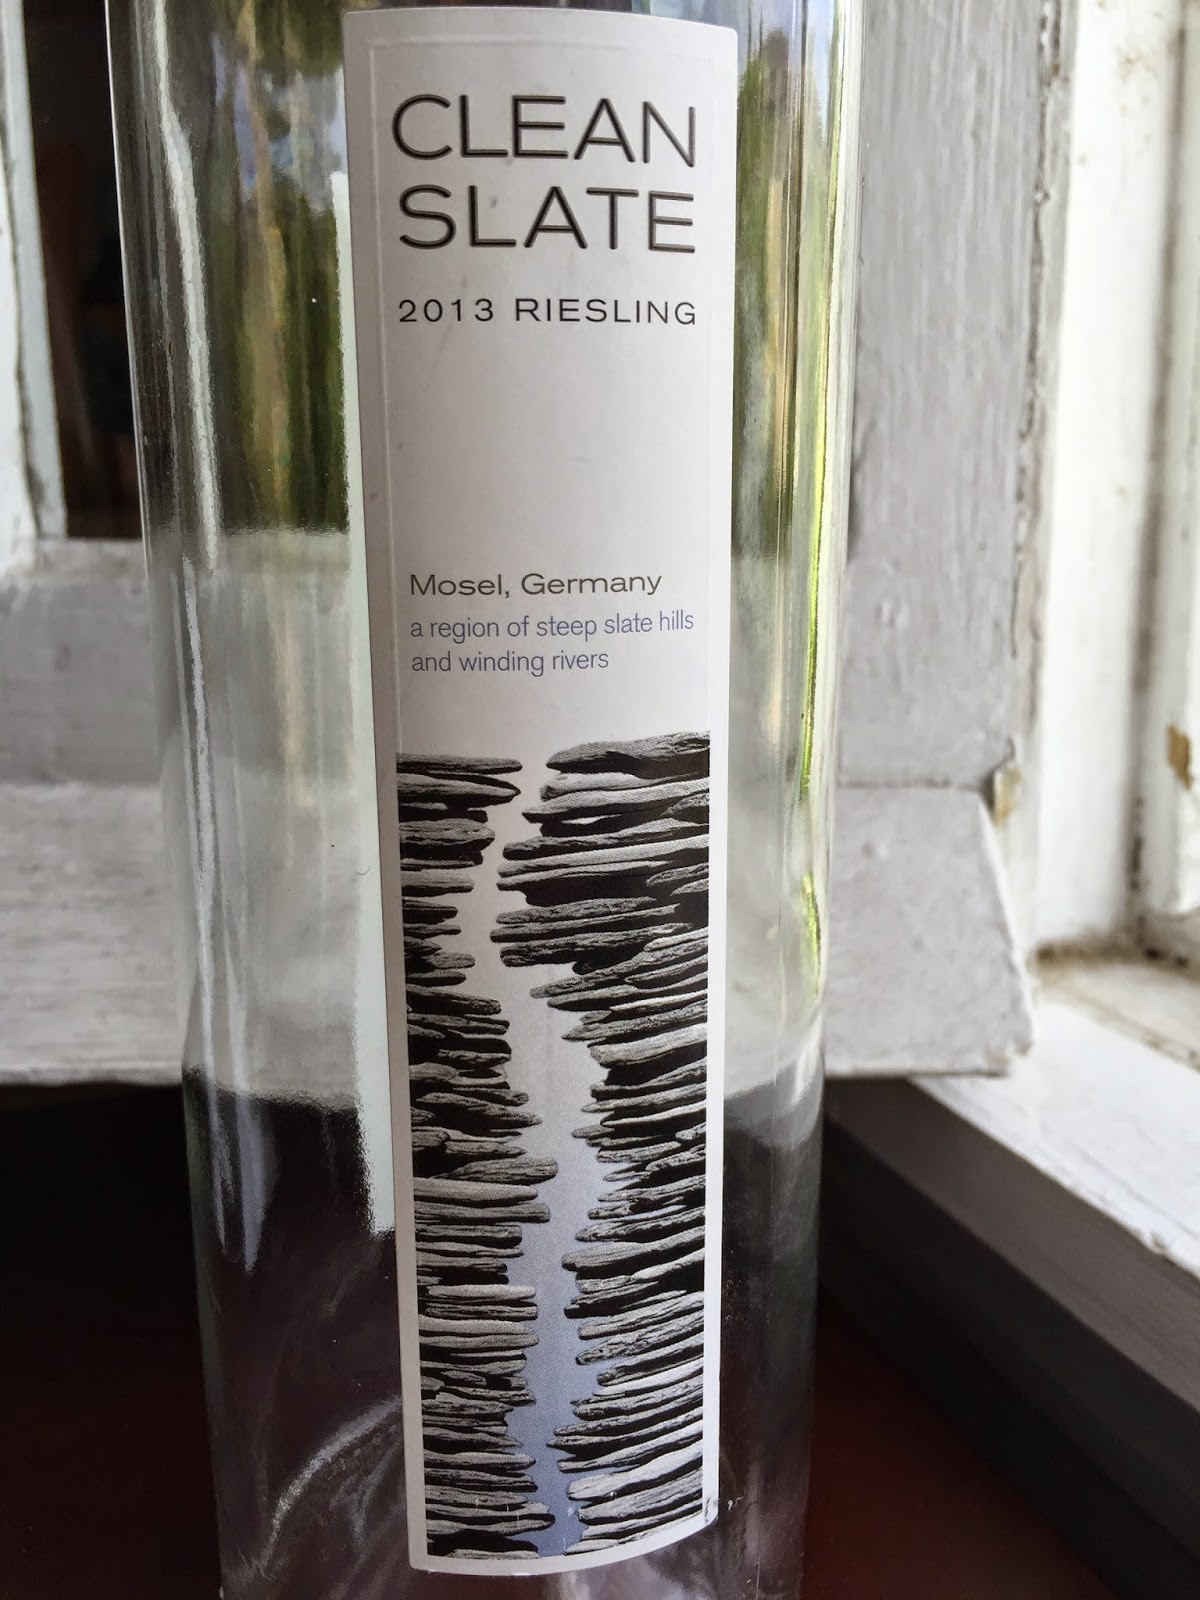 CLEAN
SLATE
2013 RIESLING
Mosel, Germany
a region of steep slate hills
and winding rivers